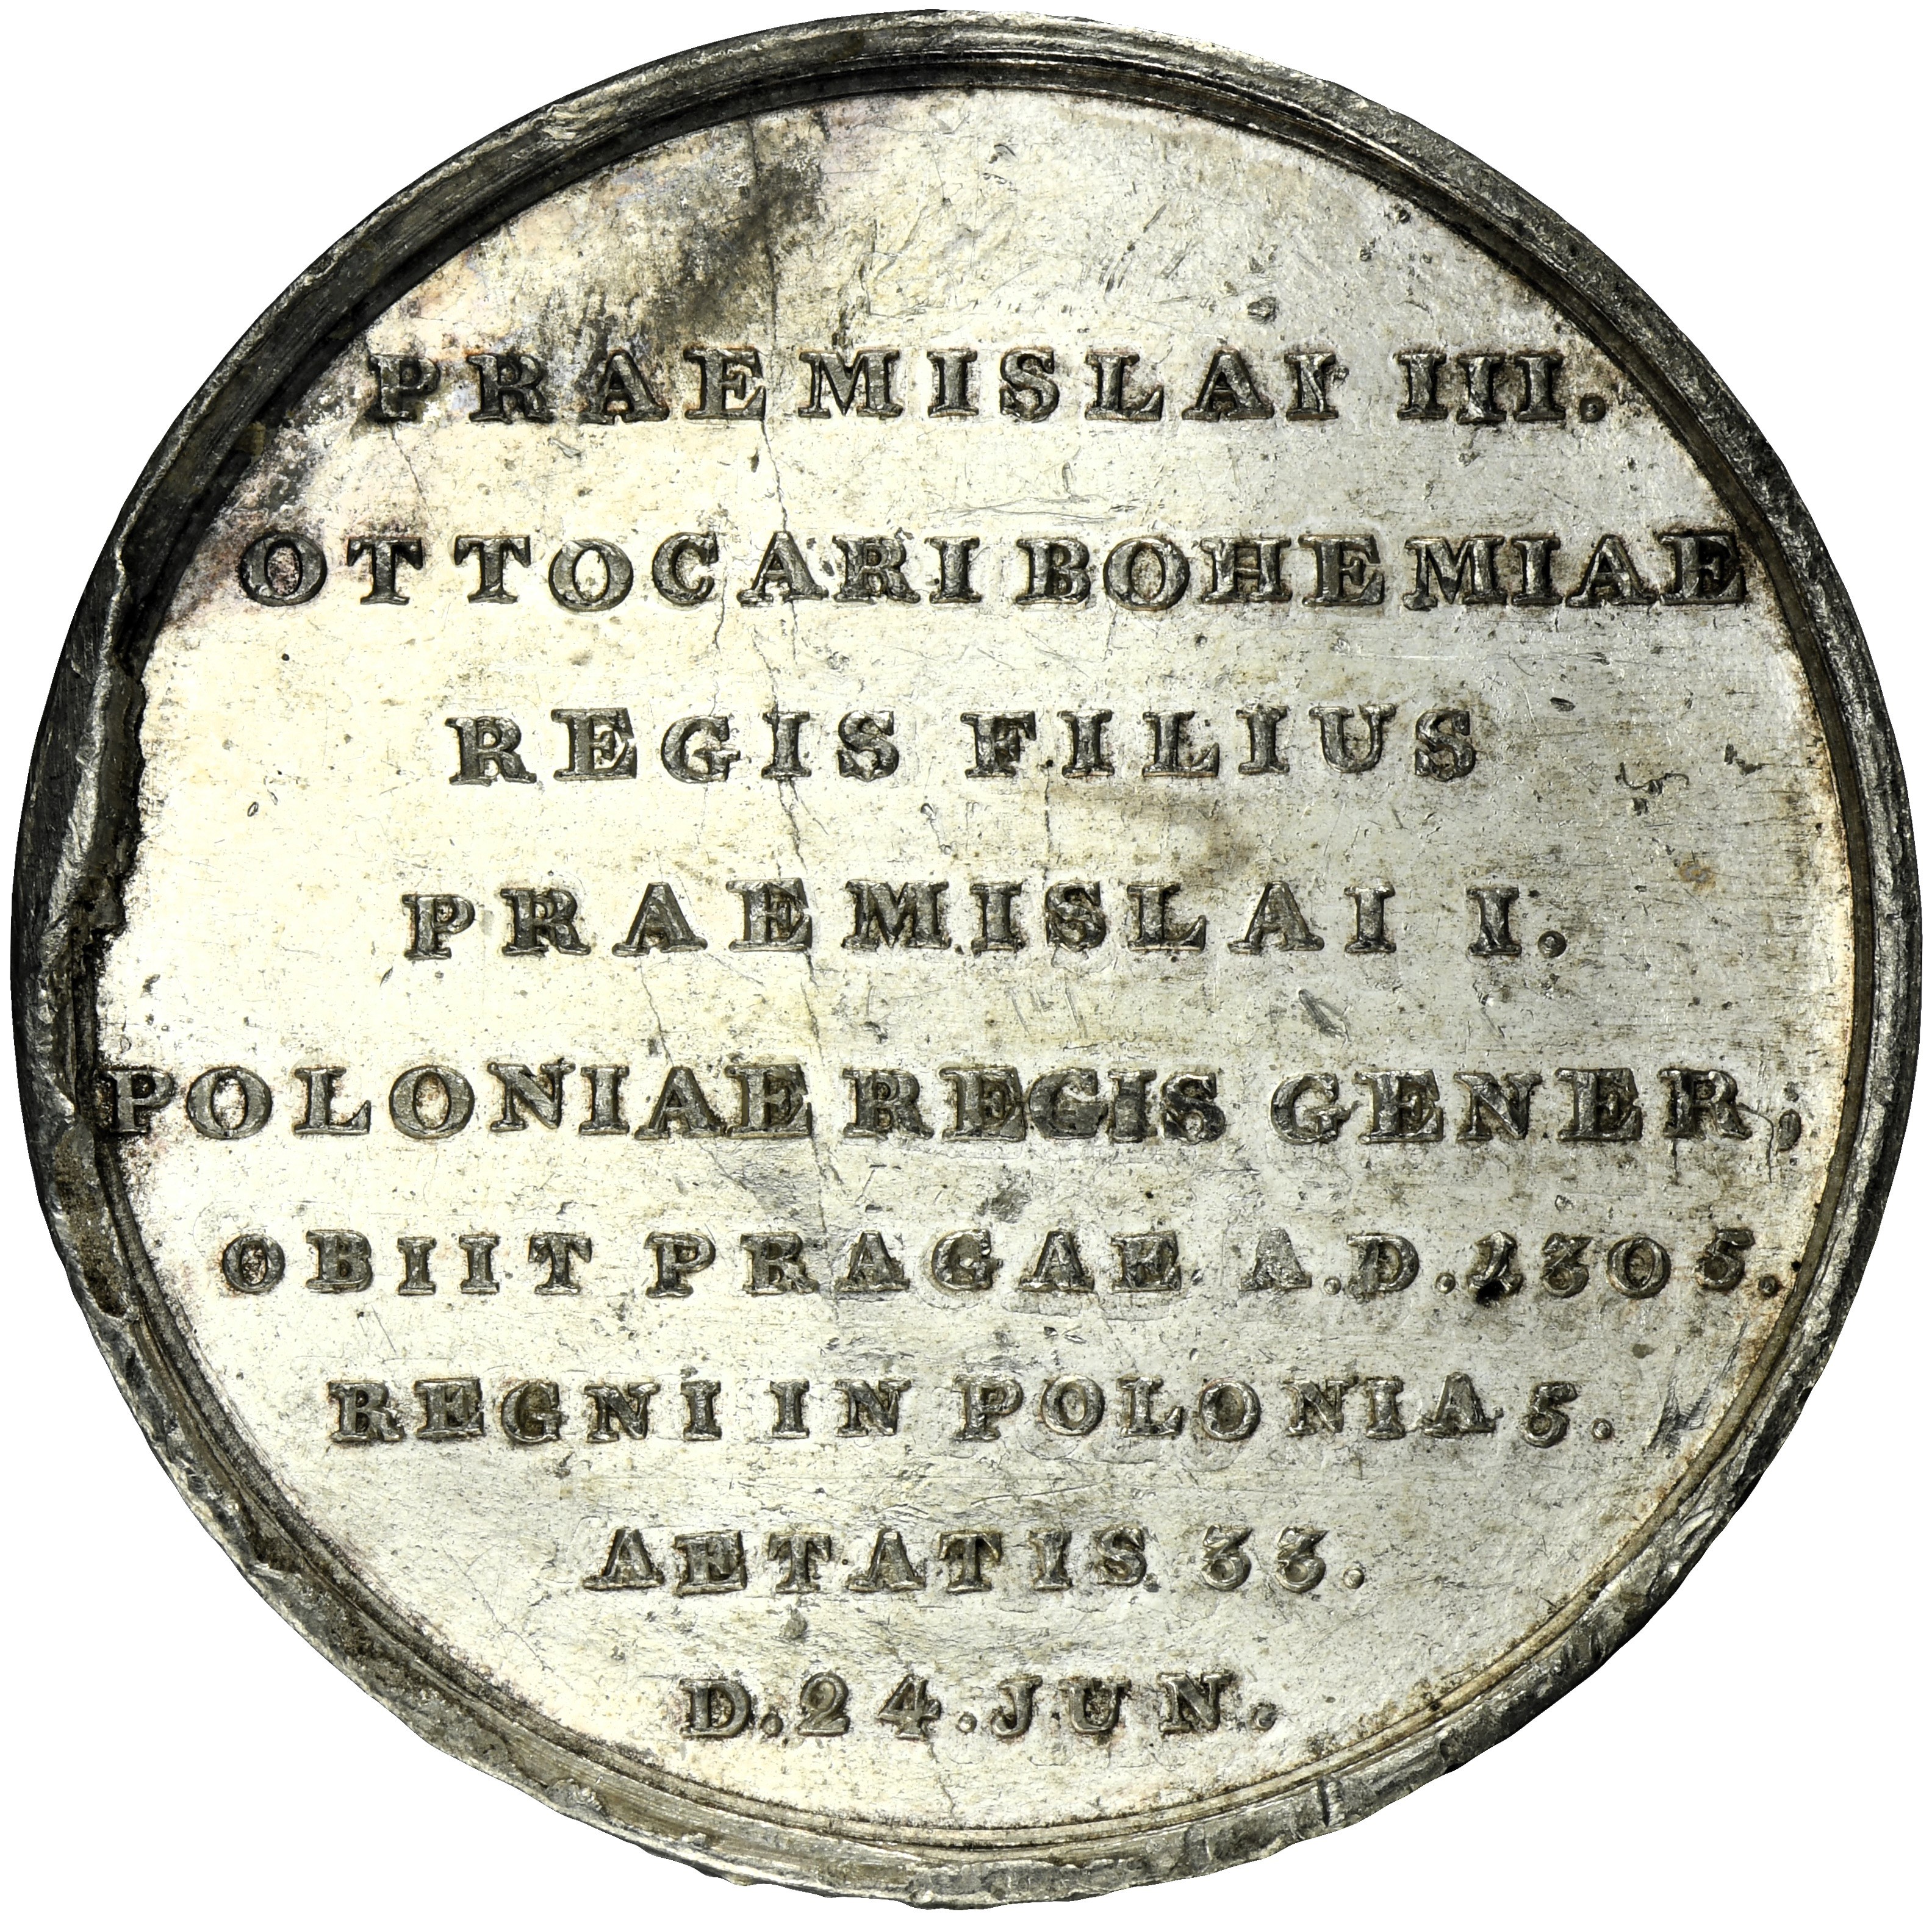 PRAEMISLAI III.
OTTOCARI BOHEMIAE
REGIS FILIUS
PRAEMISLAI I.
POLONIAE REGIS GENER,
OBIIT PRAGAE A.D.1305.
REGNI IN POLONIA 5.
AETATIS 33.
D.24.JUN.